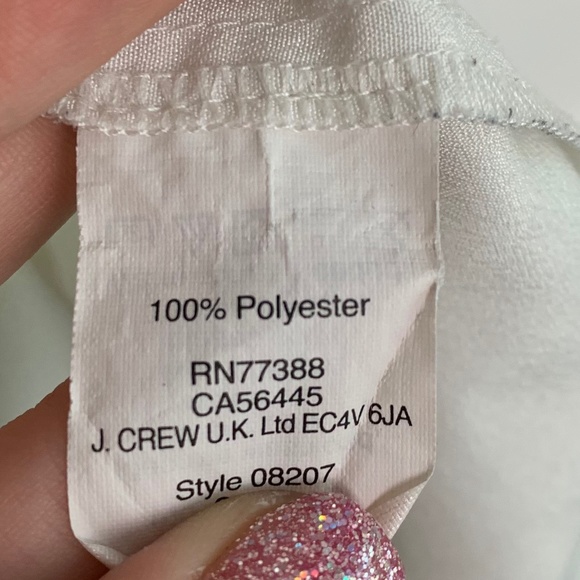 100% Polyester
RN77388
CA56445
J. CREW U.K. Ltd EC4V 6JA
Style 08207